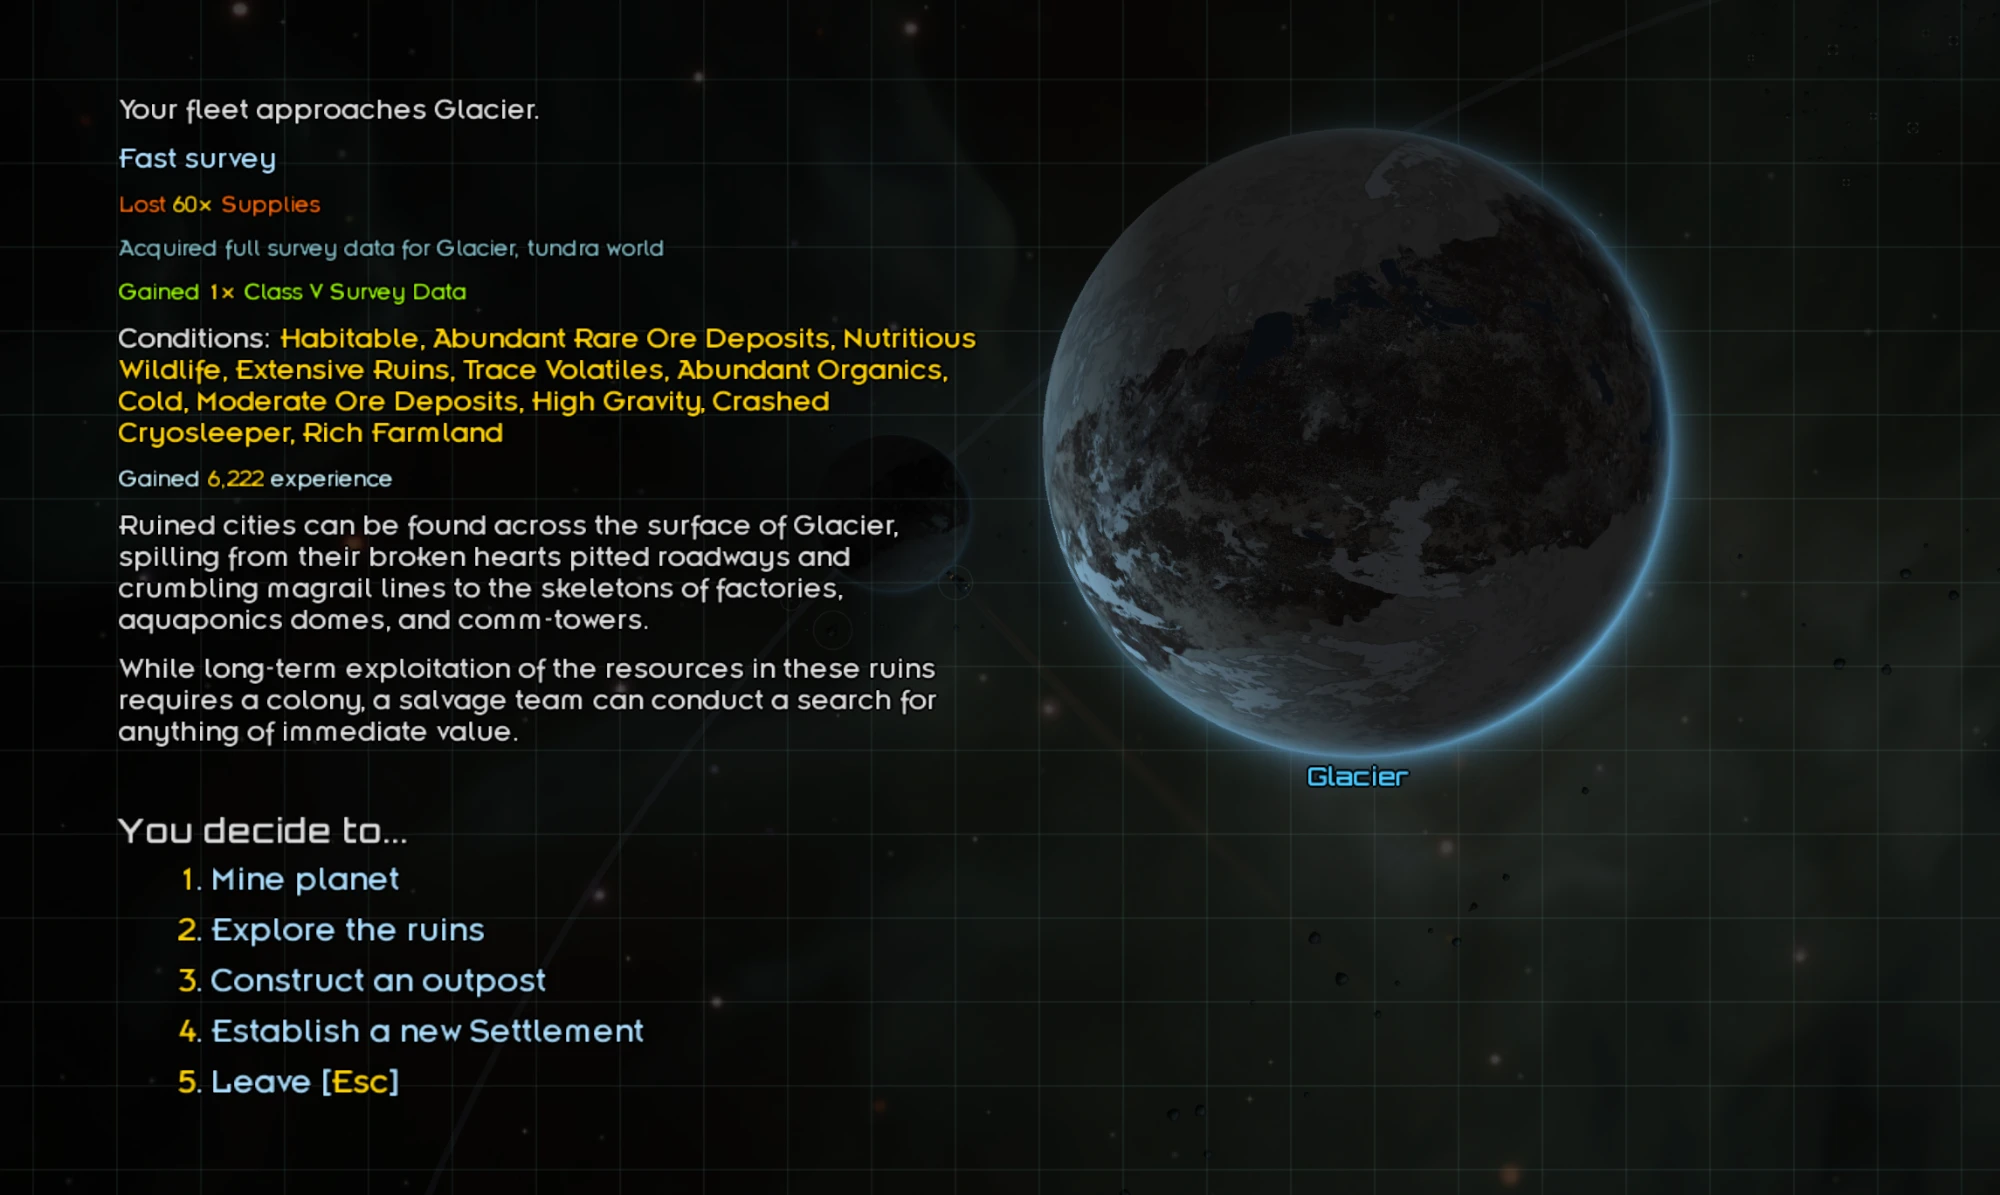 Your fleet approaches Glacier.
Fast survey
Lost 60× Supplies
Acquired full survey data for Glacier, tundra world
Gained 1× Class V Survey Data
Conditions: Habitable, Abundant Rare Ore Deposits, Nutritious
Wildlife, Extensive Ruins, Trace Volatiles, Abundant Organics,
Cold, Moderate Ore Deposits, High Gravity, Crashed
Cryosleeper, Rich Farmland
Gained 6,222 experience
Ruined cities can be found across the surface of Glacier,
spilling from their broken hearts pitted roadways and
crumbling magrail lines to the skeletons of factories,
aquaponics domes, and comm-towers.
While long-term exploitation of the resources in these ruins
requires a colony, a salvage team can conduct a search for
anything of immediate value.
Glacier
You decide to...
1. Mine planet
2. Explore the ruins
3. Construct an outpost
4. Establish a new Settlement
5. Leave [Esc]